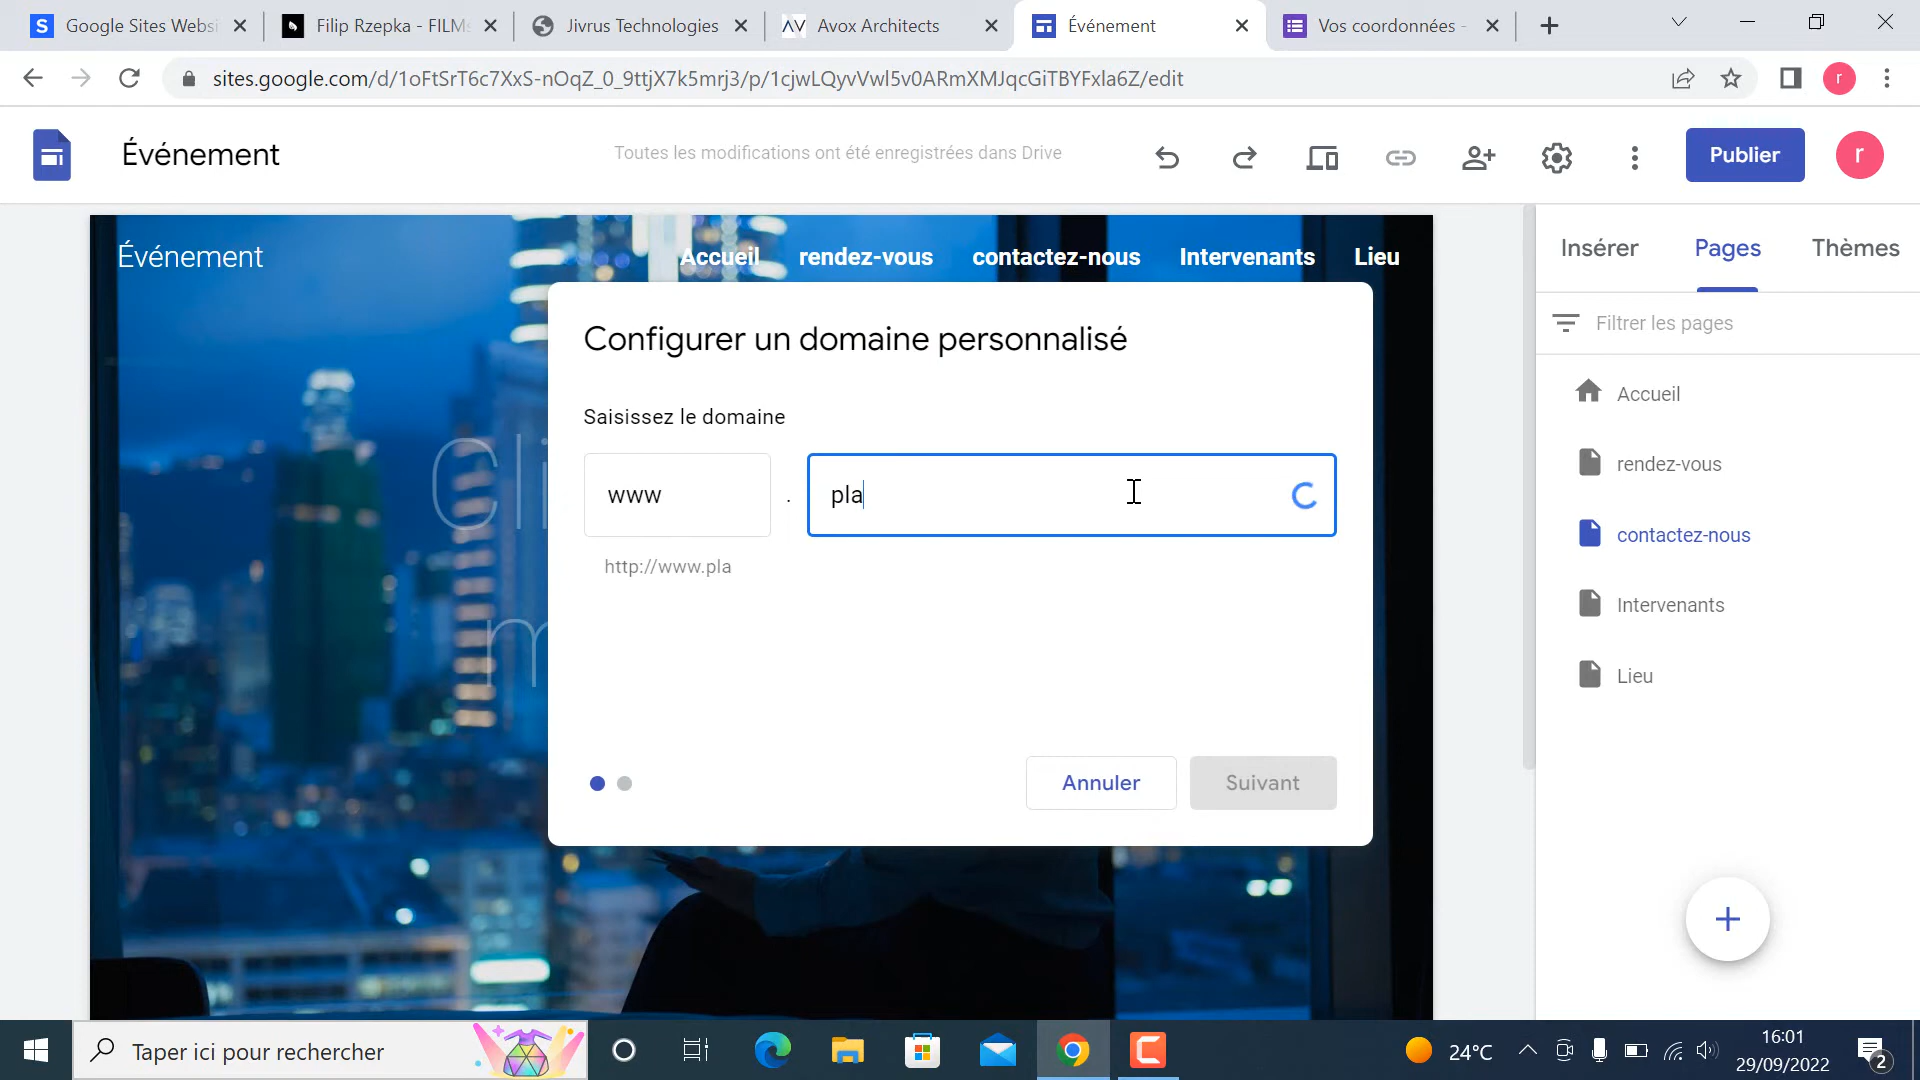 Google Sites Websi
Filip Rzepka - FILMs
Jivrus Technologies
Avox Architects
Événement
Vos coordonnées -
sites.google.com/d/1oFtSrT6c7XxS-nOqZ_0_9ttjX7k5mrj3/p/1cjwLQyvVwl5v0ARmXMJqcGiTBYFxla6Z/edit
r
Événement
Toutes les modifications ont été enregistrées dans Drive
Publier
r
Événement
Accueil
rendez-vous
contactez-nous
Intervenants
Lieu
Insérer
Pages
Thèmes
Configurer un domaine personnalisé
Saisissez le domaine
www
.
pla
http://www.pla
Annuler
Suivant
Cli
m
Filtrer les pages
Accueil
rendez-vous
contactez-nous
Intervenants
Lieu
Taper ici pour rechercher
24°C
16:01
29/09/2022
2